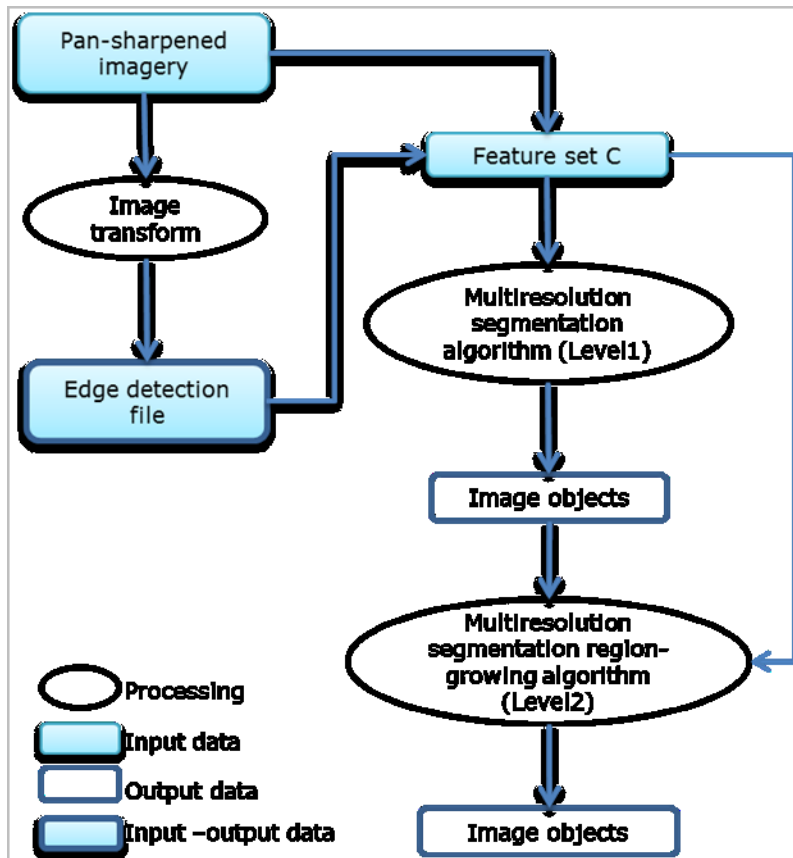 Pan-sharpened
imagery
Feature set C
Image
transform
Multiresolution
segmentation
algorithm (Level1)
Edge detection
file
Image objects
Multiresolution
segmentation region-
growing algorithm
(Level2)
Processing
Input data
Output data
Input –output data
Image objects